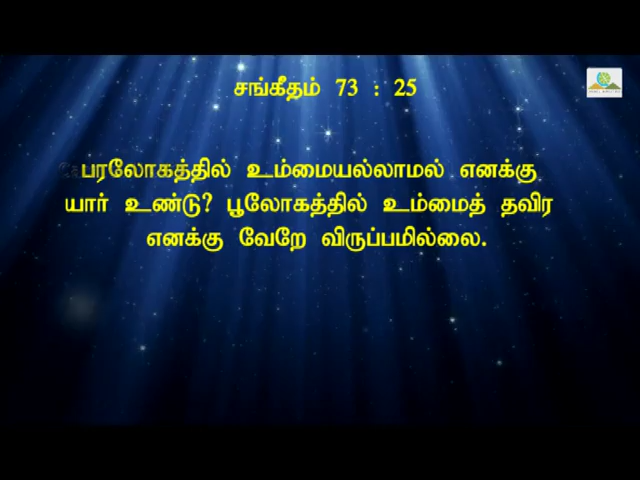 சங்கீதம் 73 : 25
பரலோகத்தில் உம்மையல்லாமல் எனக்கு
யார் உண்டு? பூலோகத்தில் உம்மைத் தவிர
எனக்கு வேறே விருப்பமில்லை.